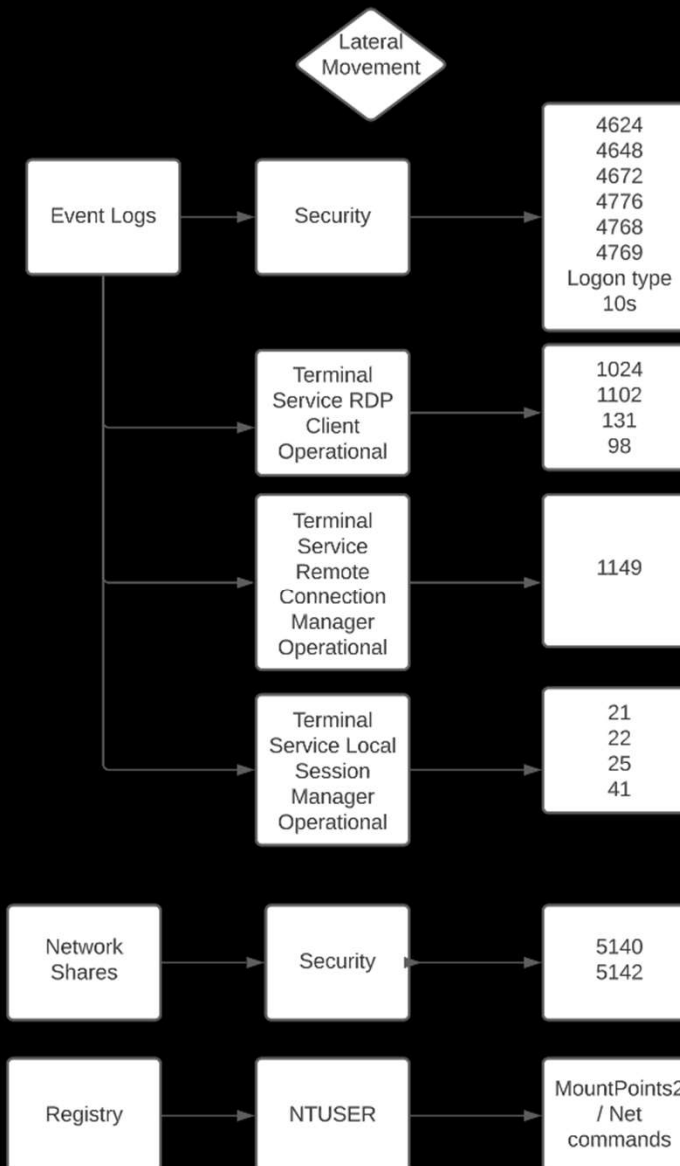 Lateral
Movement
Event Logs
Security
4624
4648
4672
4776
4768
4769
Logon type
10s
Terminal
Service RDP
Client
Operational
1024
1102
131
98
Terminal
Service
Remote
Connection
Manager
Operational
1149
Terminal
Service Local
Session
Manager
Operational
21
22
25
41
Network
Shares
Security
5140
5142
Registry
NTUSER
MountPoints2
/ Net
commands